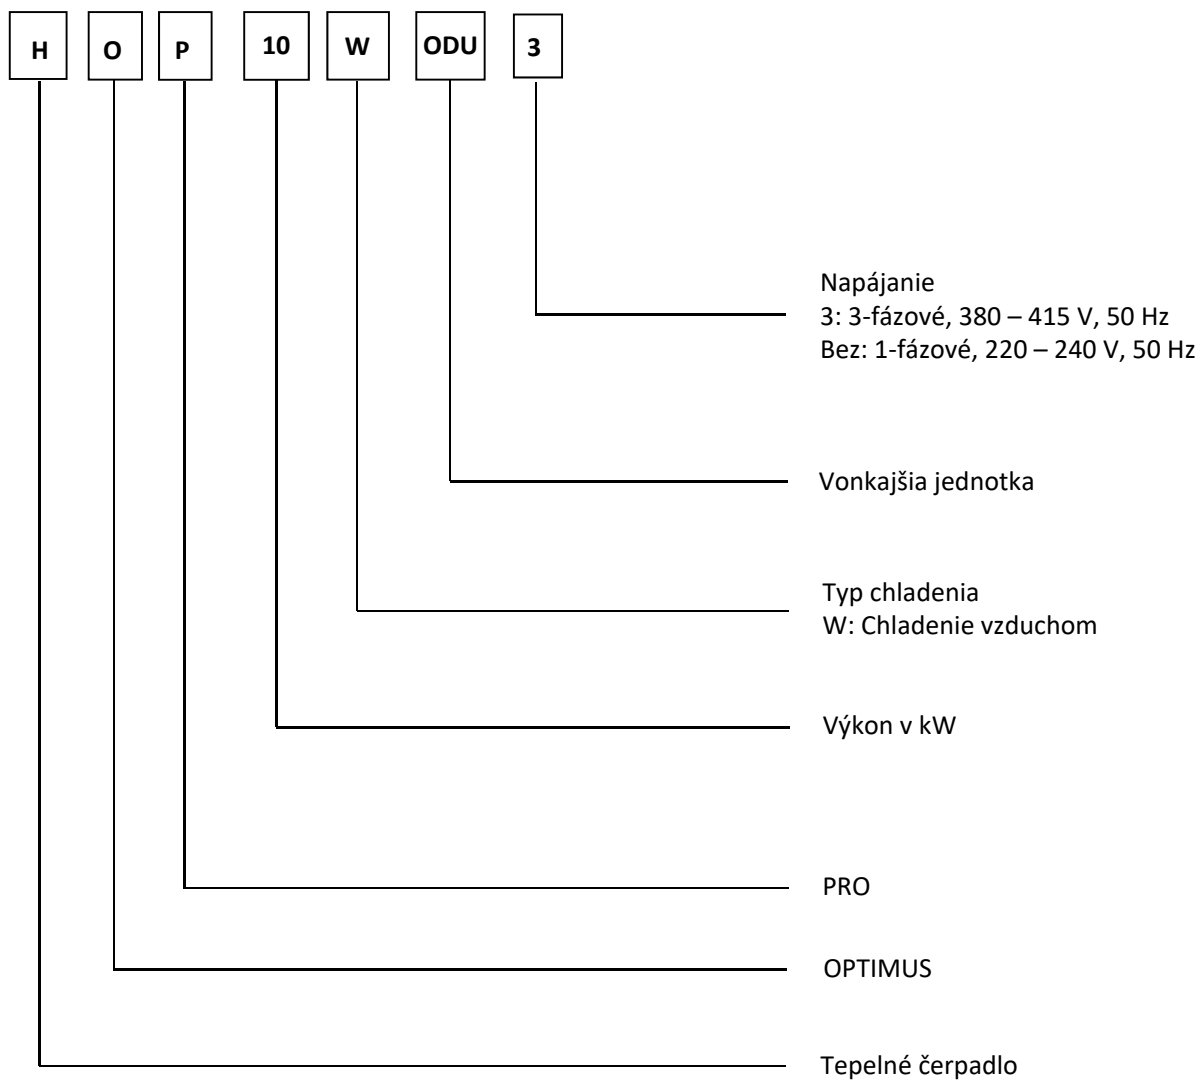 H O P 10 W ODU 3
Napájanie
3: 3-fázové, 380 – 415 V, 50 Hz
Bez: 1-fázové, 220 – 240 V, 50 Hz
Vonkajšia jednotka
Typ chladenia
W: Chladenie vzduchom
Výkon v kW
PRO
OPTIMUS
Tepelné čerpadlo